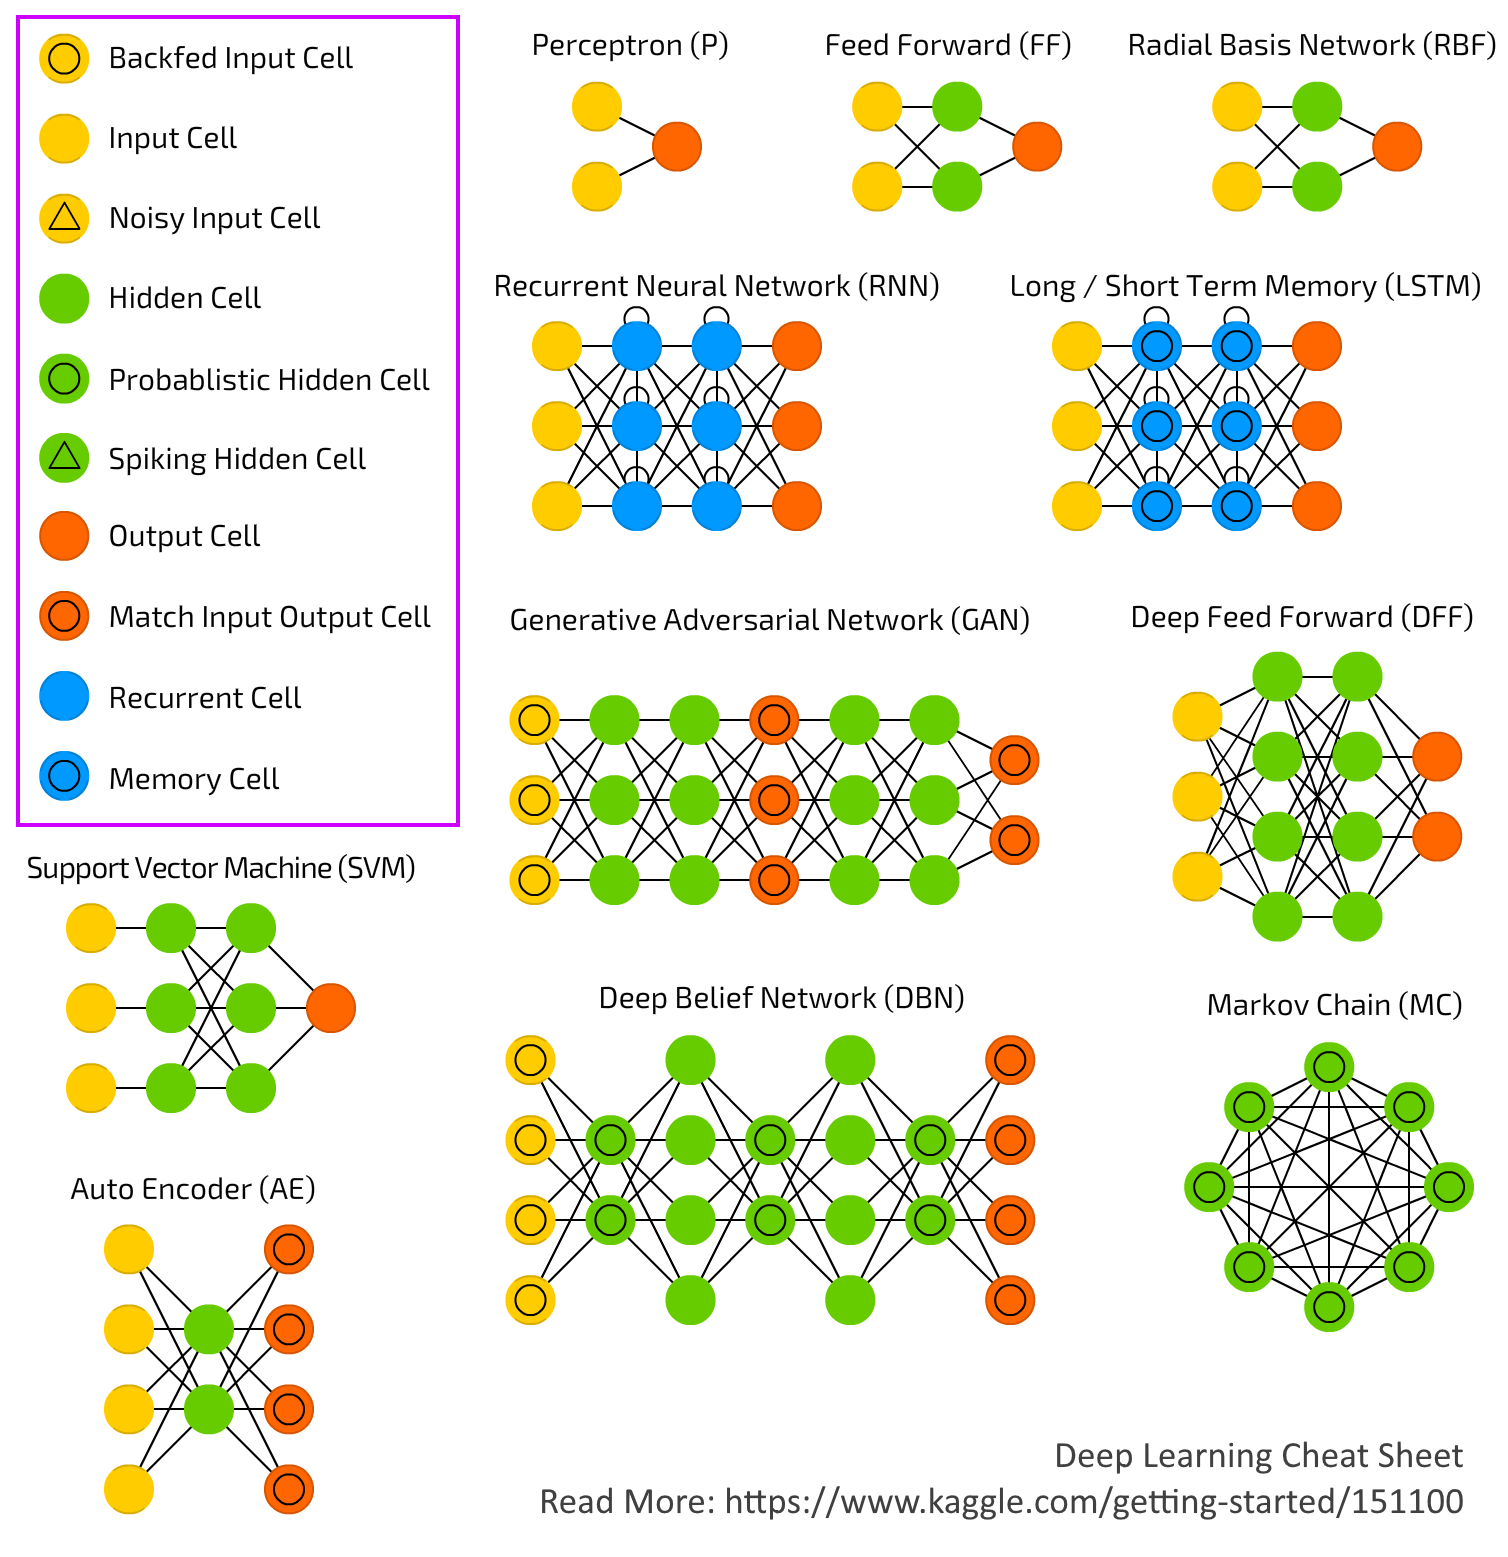 Backfed Input Cell
Input Cell
Noisy Input Cell
Hidden Cell
Probablistic Hidden Cell
Spiking Hidden Cell
Output Cell
Match Input Output Cell
Recurrent Cell
Memory Cell
Perceptron (P)
Feed Forward (FF)
Radial Basis Network (RBF)
Recurrent Neural Network (RNN)
Long / Short Term Memory (LSTM)
Generative Adversarial Network (GAN)
Deep Feed Forward (DFF)
Support Vector Machine (SVM)
Deep Belief Network (DBN)
Markov Chain (MC)
Auto Encoder (AE)
Deep Learning Cheat Sheet
Read More: https://www.kaggle.com/getting-started/151100